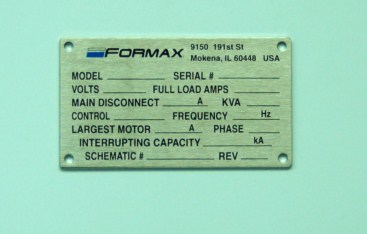 FORMAX 9150 191st St
Mokena, IL 60448 USA
MODEL SERIAL #
VOLTS FULL LOAD AMPS
MAIN DISCONNECT A KVA
CONTROL FREQUENCY Hz
LARGEST MOTOR A PHASE
INTERRUPTING CAPACITY kA
SCHEMATIC # REV